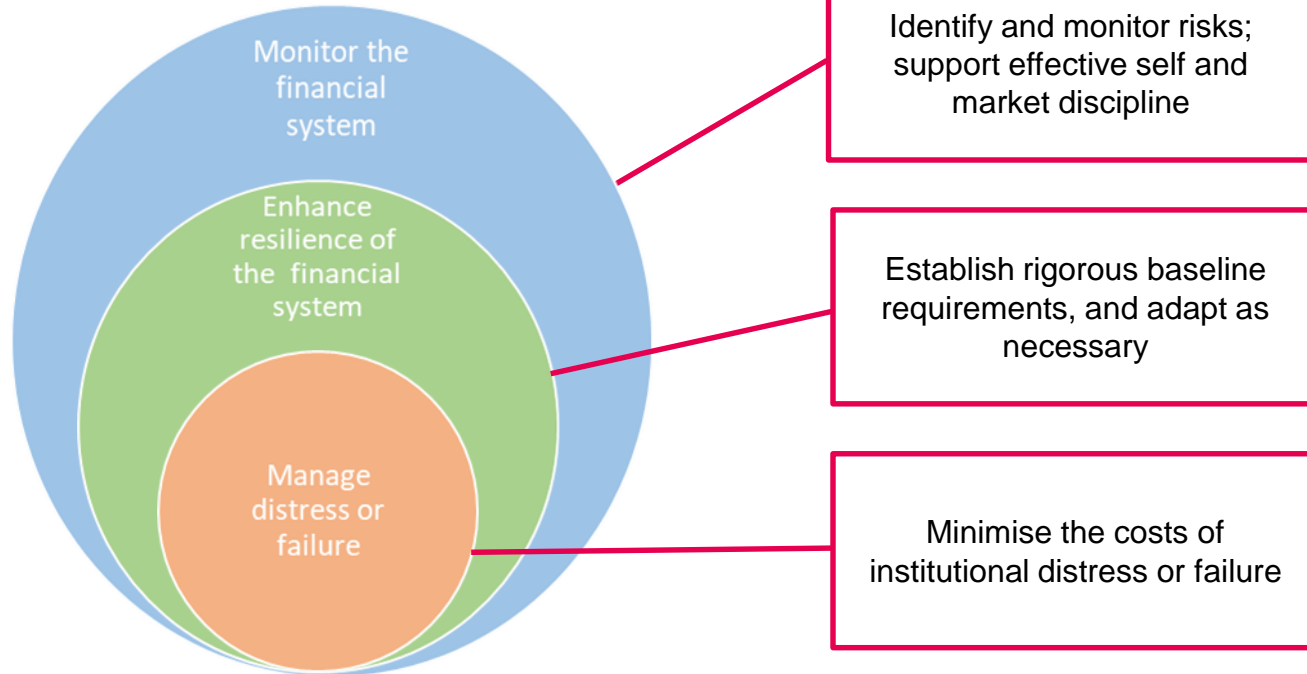 Monitor the
financial
system
Identify and monitor risks;
support effective self and
market discipline
Enhance
resilience of
the financial
system
Establish rigorous baseline
requirements, and adapt as
necessary
Manage
distress or
failure
Minimise the costs of
institutional distress or failure